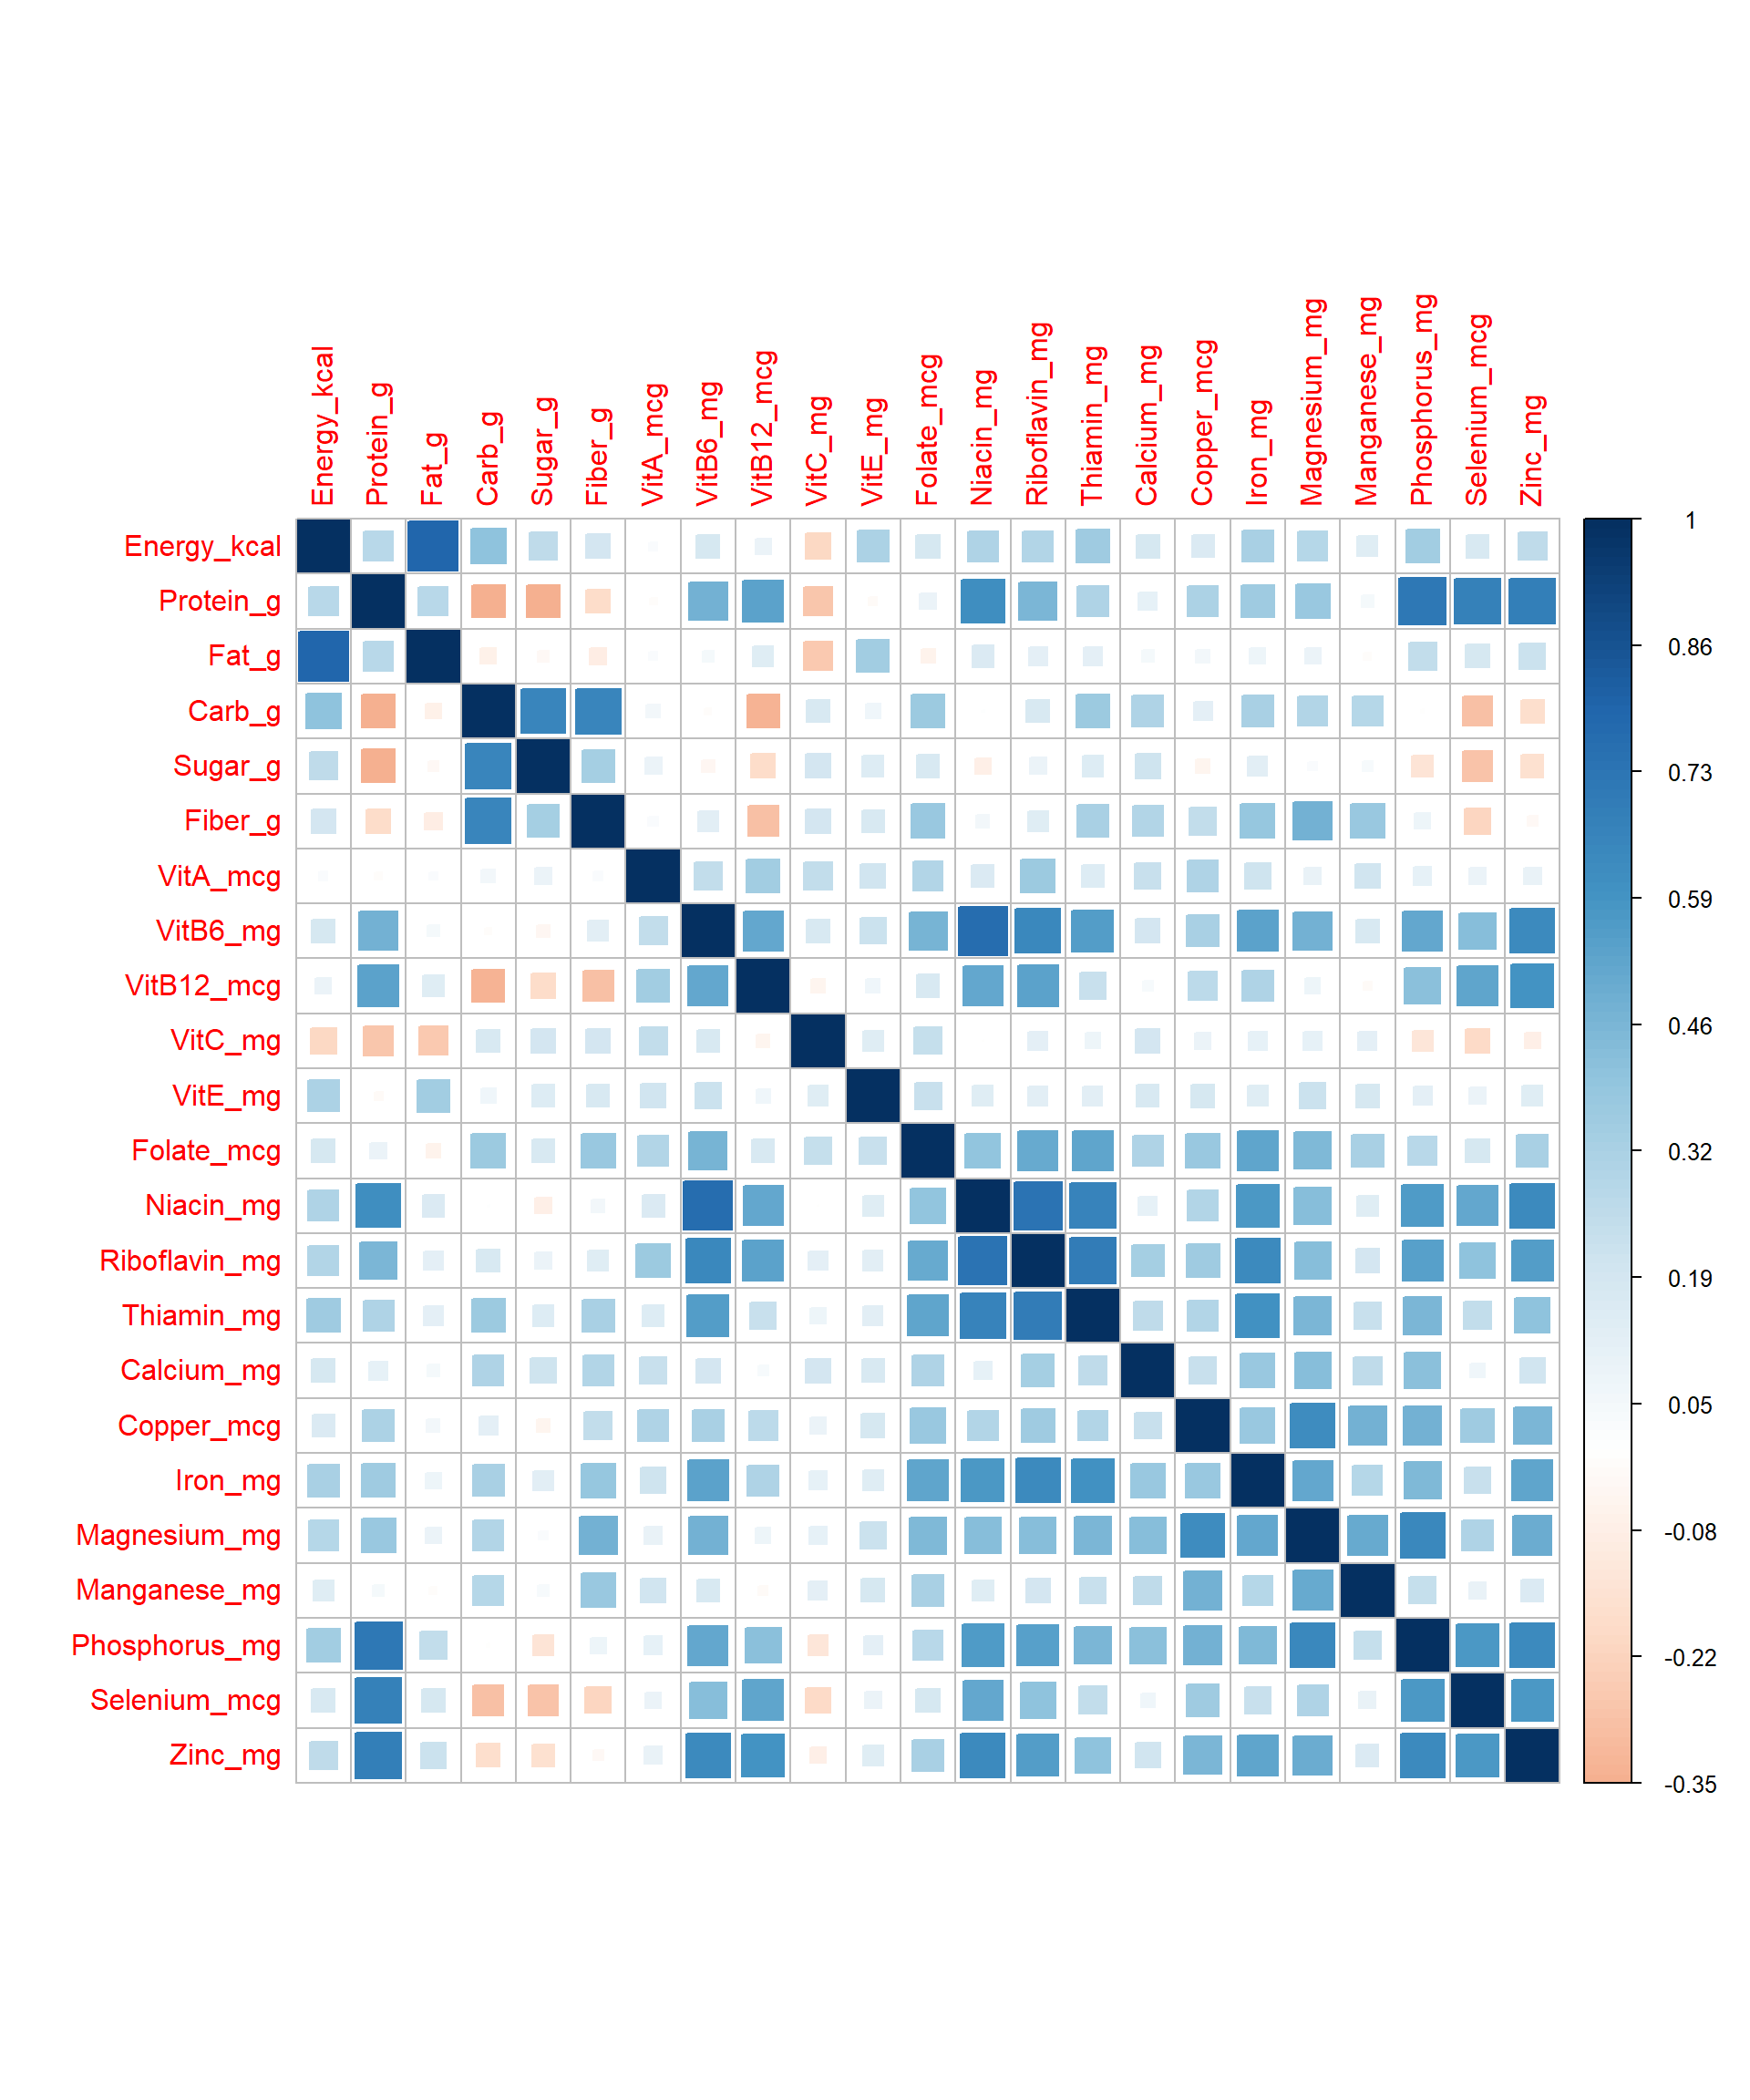 Energy_kcal
Protein_g
Fat_g
Carb_g
Sugar_g
Fiber_g
VitA_mcg
VitB6_mg
VitB12_mcg
VitC_mg
VitE_mg
Folate_mcg
Niacin_mg
Riboflavin_mg
Thiamin_mg
Calcium_mg
Copper_mcg
Iron_mg
Magnesium_mg
Manganese_mg
Phosphorus_mg
Selenium_mcg
Zinc_mg
Energy_kcal
Protein_g
Fat_g
Carb_g
Sugar_g
Fiber_g
VitA_mcg
VitB6_mg
VitB12_mcg
VitC_mg
VitE_mg
Folate_mcg
Niacin_mg
Riboflavin_mg
Thiamin_mg
Calcium_mg
Copper_mcg
Iron_mg
Magnesium_mg
Manganese_mg
Phosphorus_mg
Selenium_mcg
Zinc_mg
1
0.86
0.73
0.59
0.46
0.32
0.19
0.05
-0.08
-0.22
-0.35